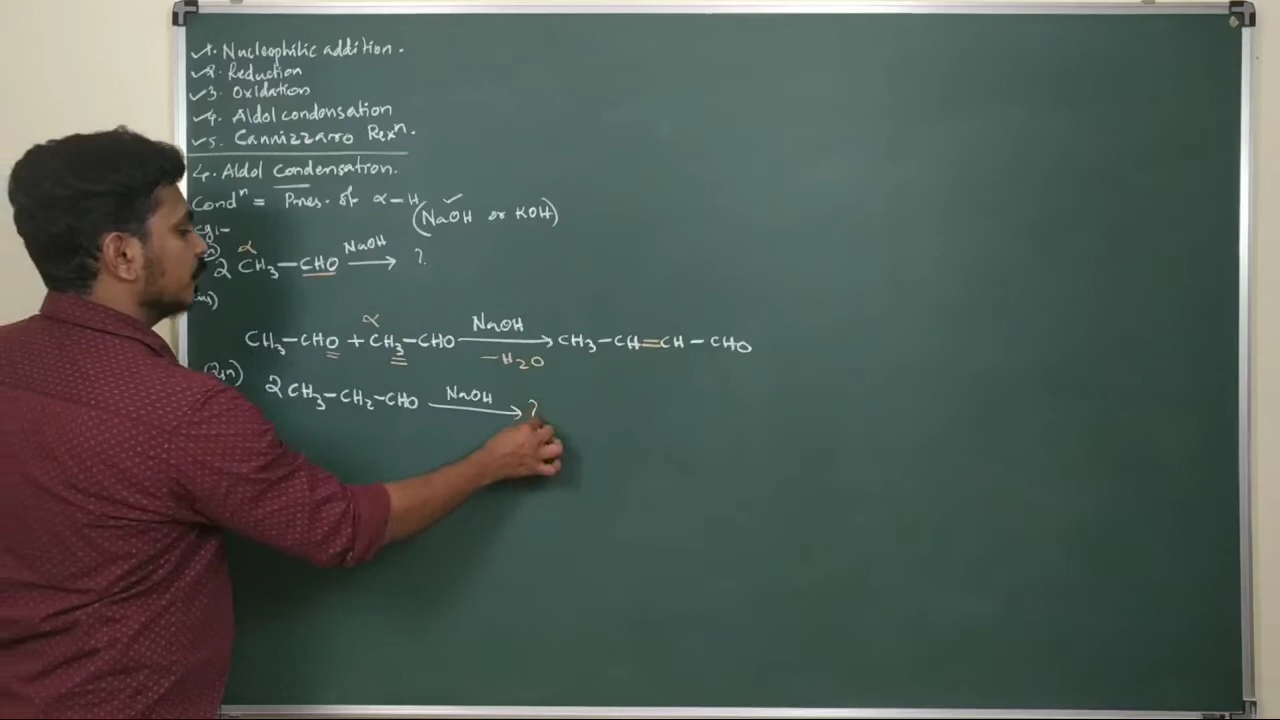 1. Nucleophilic addition.
2. Reduction
3. Oxidation
4. Aldol condensation
5. Cannizzaro Rexⁿ.
4. Aldol Condensation.
Condⁿ = Pres. of α-H
(NaOH or KOH)
eg:-
α
2 CH₃-CHO NaOH → ?
α
CH₃-CHO + CH₃-CHO NaOH → -H₂O CH₃-CH=CH-CHO
2 CH₃-CH₂-CHO NaOH → ?